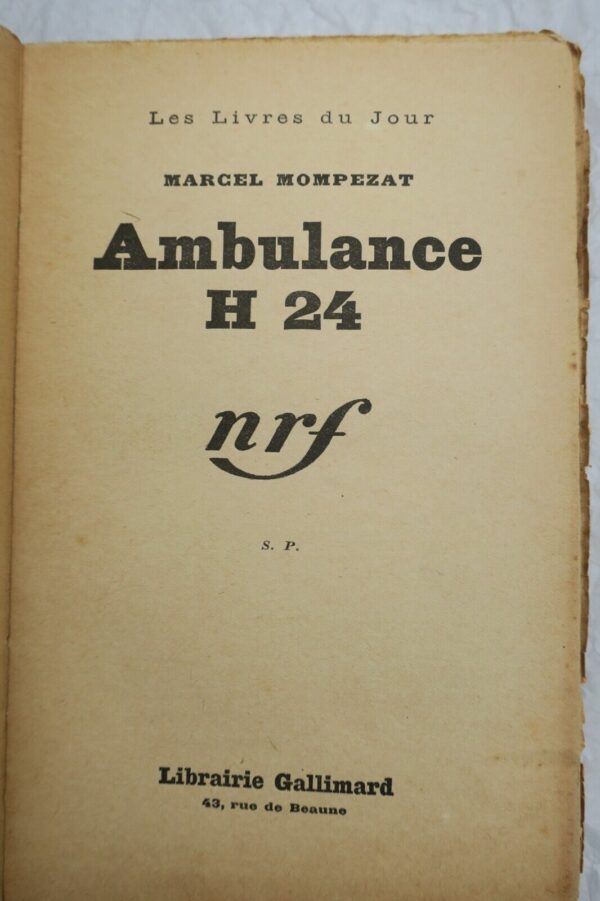 Les Livres du Jour
MARCEL MOMPEZAT
Ambulance
H 24
nrf
S. P.
Librairie Gallimard
43, rue de Beaune